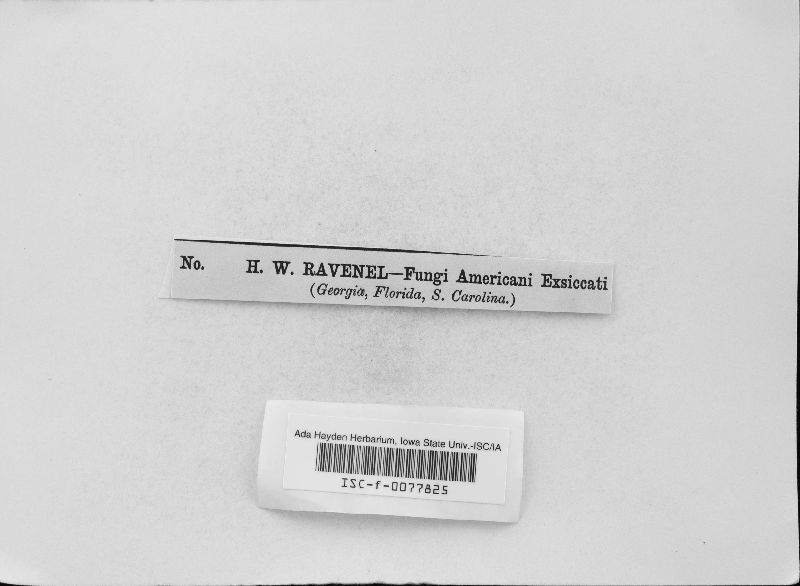 No. H. W. RAVENEL—Fungi Americani Exsiccati
(Georgia, Florida, S. Carolina.)
Ada Hayden Herbarium, Iowa State Univ.-ISC/IA
ISC-f-0077825